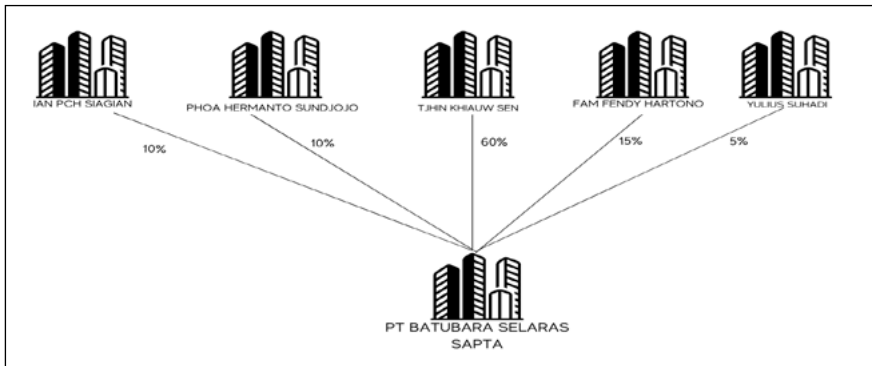 IAN PCH SIAGIAN
PHOA HERMANTO SUNDJOJO
TJHIN KHIAUW SEN
FAM FENDY HARTONO
YULIUS SUHADI
10%
10%
60%
15%
5%
PT BATUBARA SELARAS
SAPTA